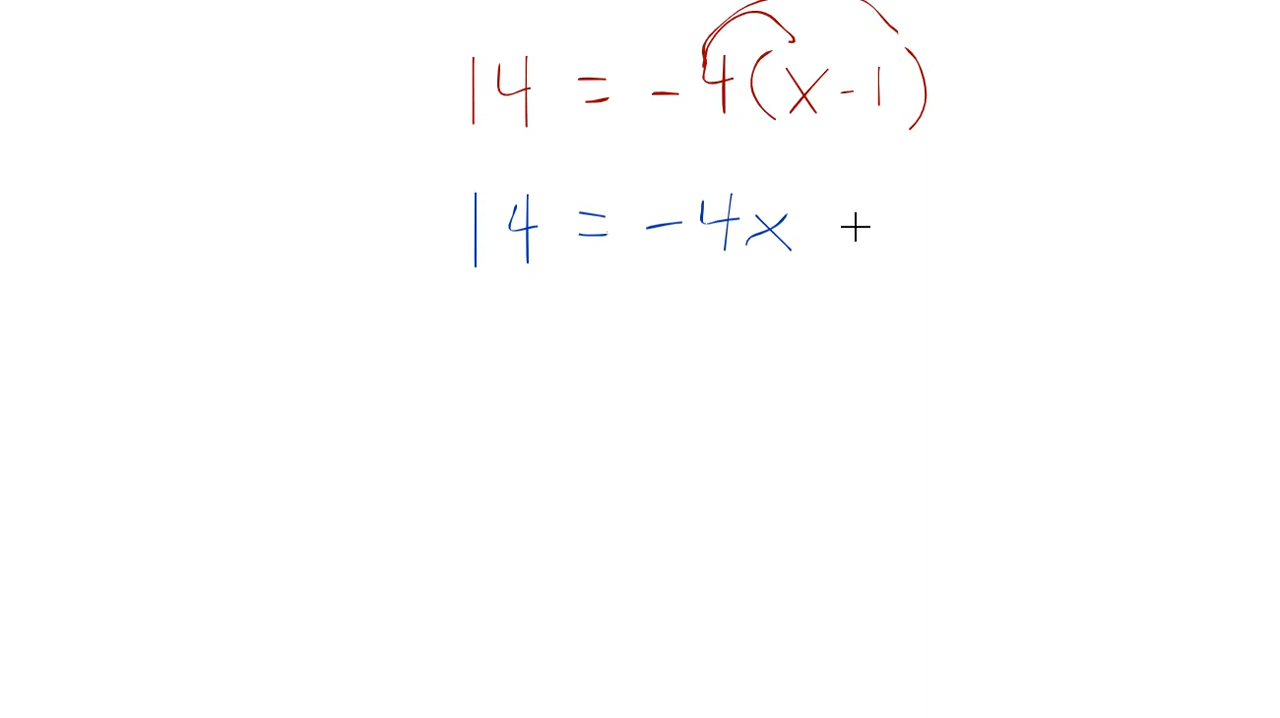 14 = -4(x-1)
14 = -4x +